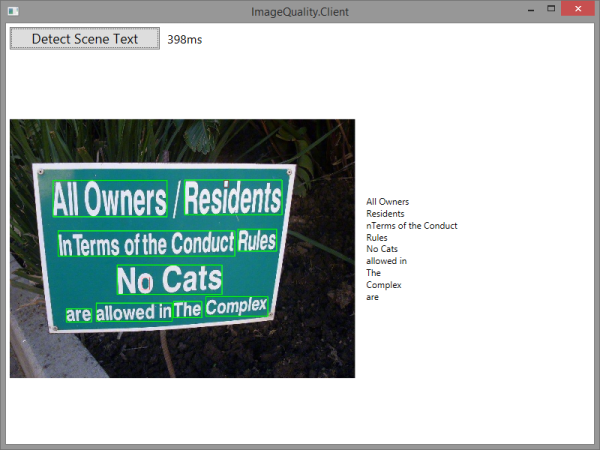 ImageQuality.Client
Detect Scene Text 398ms
All Owners / Residents
In Terms of the Conduct Rules
No Cats
are allowed in The Complex
All Owners
Residents
nTerms of the Conduct
Rules
No Cats
allowed in
The
Complex
are